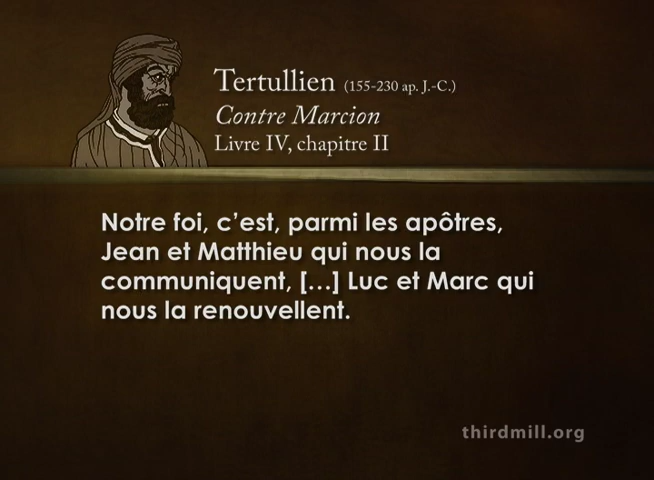 Tertullien (155-230 ap. J.-C.)
Contre Marcion
Livre IV, chapitre II
Notre foi, c’est, parmi les apôtres,
Jean et Matthieu qui nous la
communiquent, […] Luc et Marc qui
nous la renouvellent.
thirdmill.org